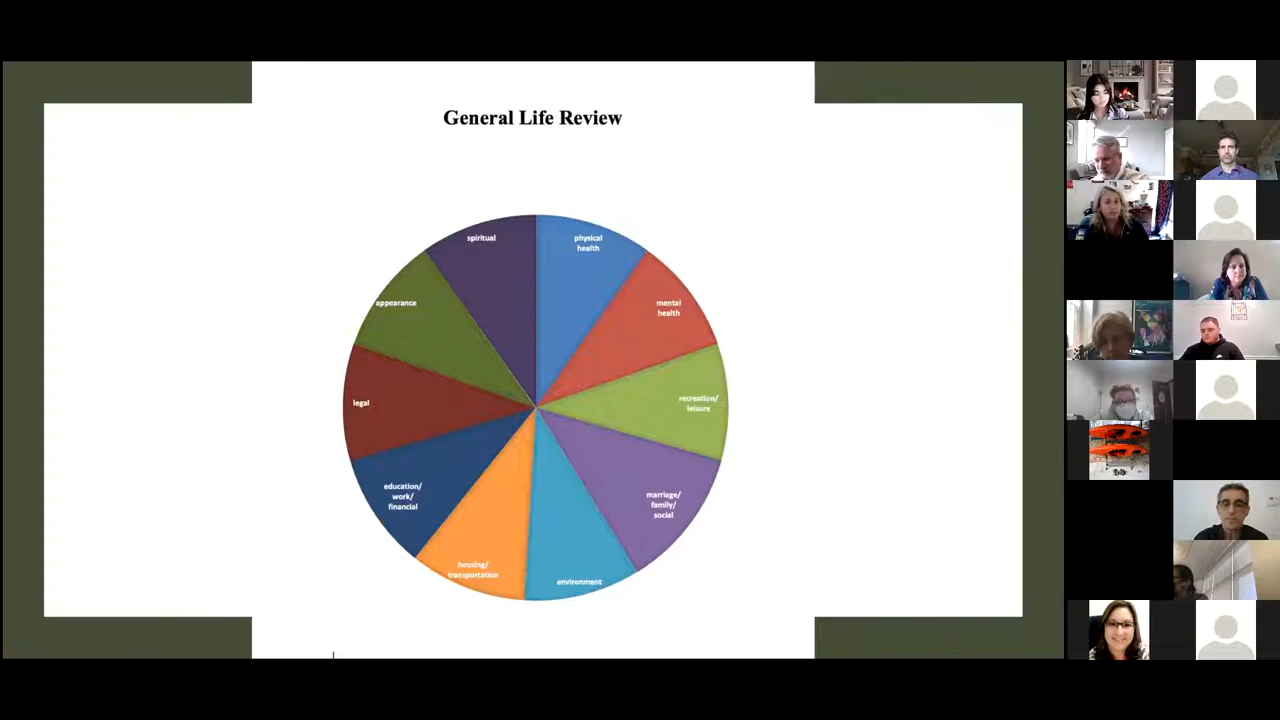 General Life Review
spiritual
physical
health
mental
health
recreation/
leisure
marriage/
family/
social
environment
housing/
transportation
education/
work/
financial
legal
appearance